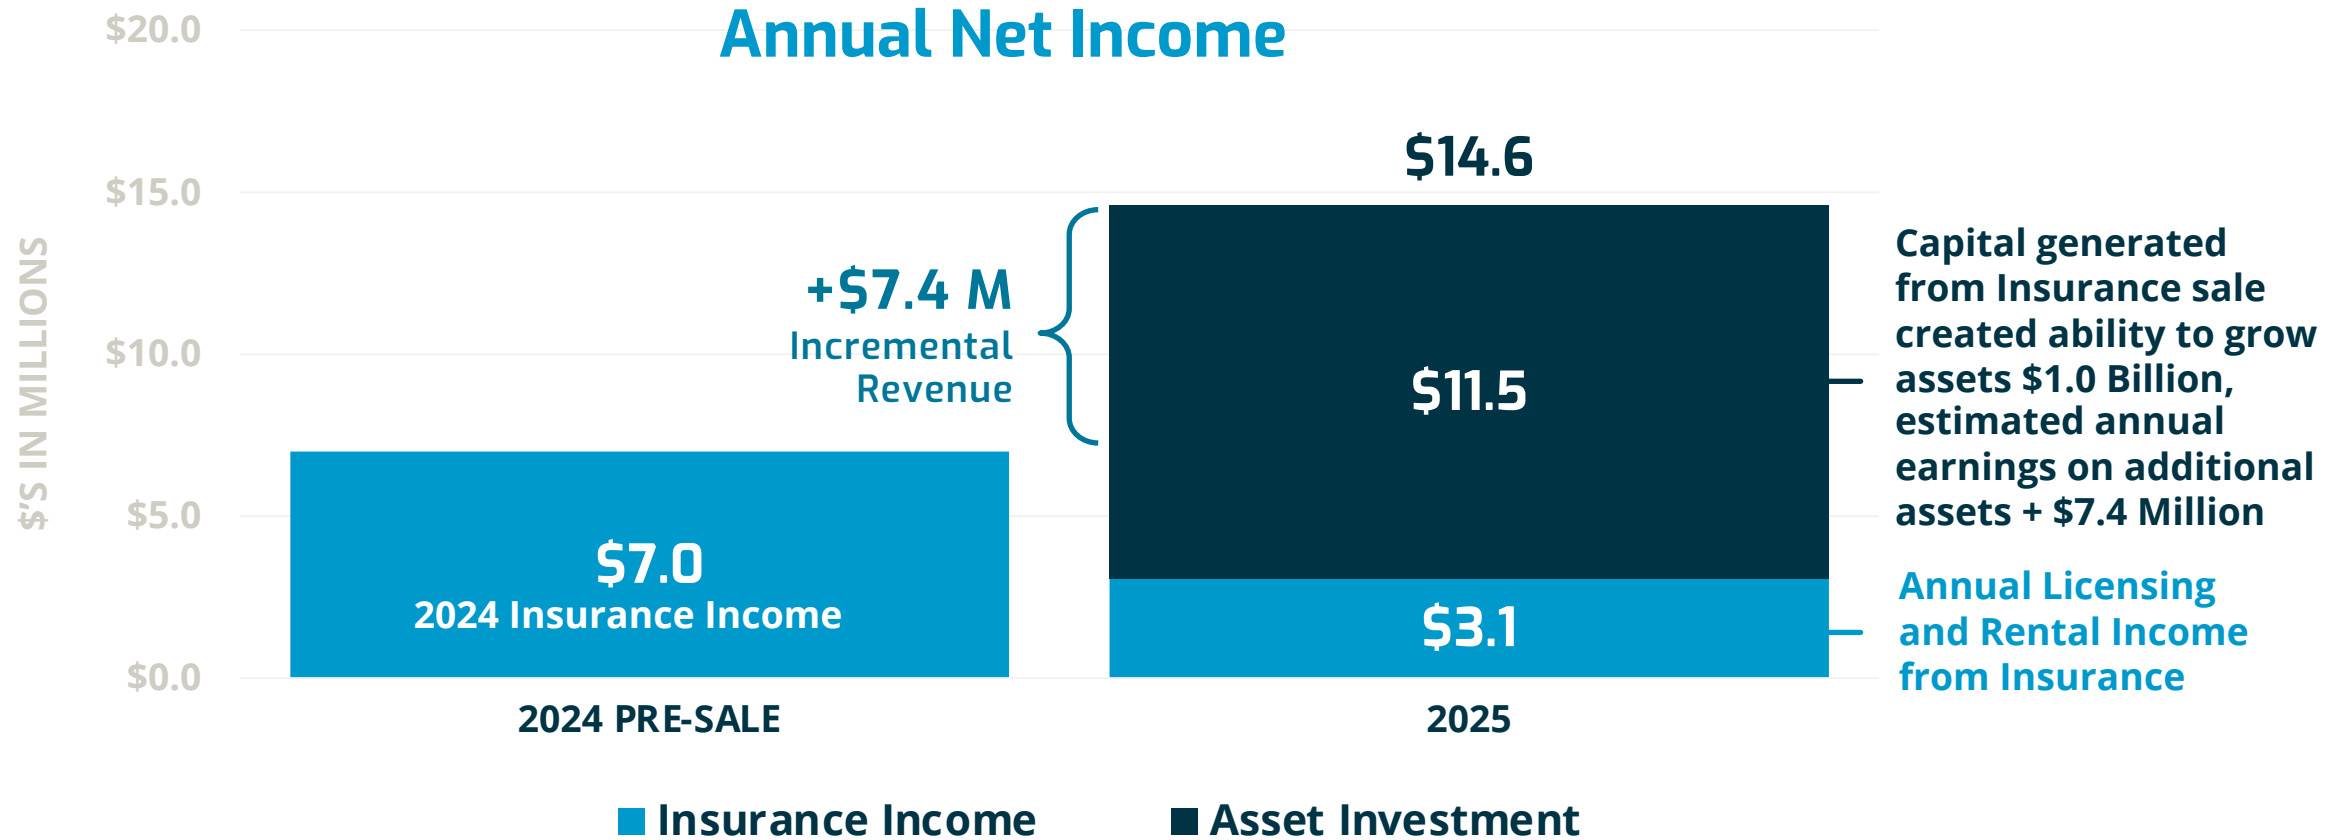 Annual Net Income
$'S IN MILLIONS
$20.0
$15.0
$10.0
$5.0
$0.0
$7.0
2024 Insurance Income
+$7.4 M
Incremental
Revenue
$14.6
$11.5
$3.1
Capital generated
from Insurance sale
created ability to grow
assets $1.0 Billion,
estimated annual
earnings on additional
assets + $7.4 Million
Annual Licensing
and Rental Income
from Insurance
2024 PRE-SALE
2025
Insurance Income
Asset Investment